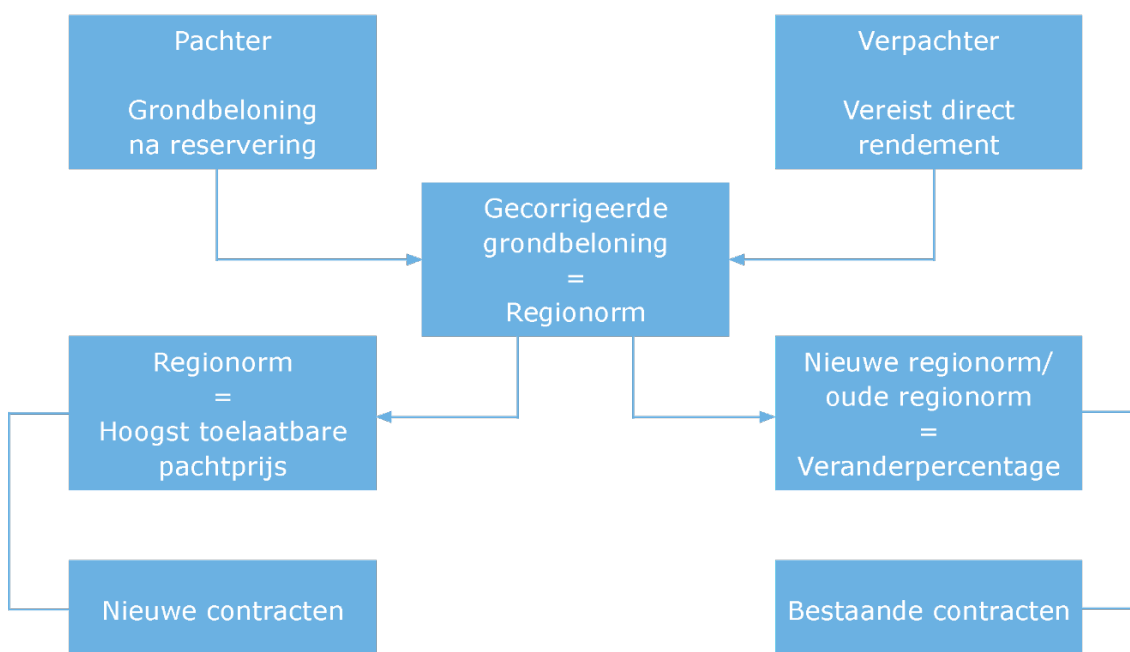 Pachter
Grondbeloning
na reservering
Verpachter
Vereist direct
rendement
Gecorrigeerde
grondbeloning
=
Regionorm
Regionorm
=
Hoogst toelaatbare
pachtprijs
Nieuwe regionorm/
oude regionorm
=
Veranderpercentage
Nieuwe contracten
Bestaande contracten